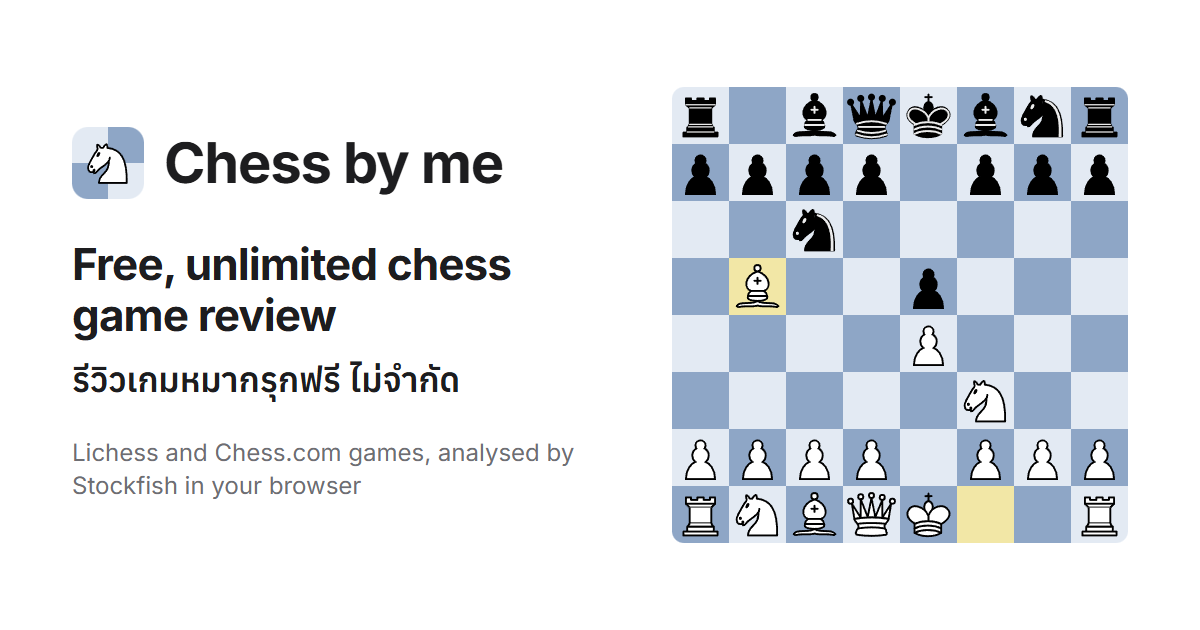 Chess by me
Free, unlimited chess
game review
รีวิวเกมหมากรุกฟรี ไม่จำกัด
Lichess and Chess.com games, analysed by
Stockfish in your browser